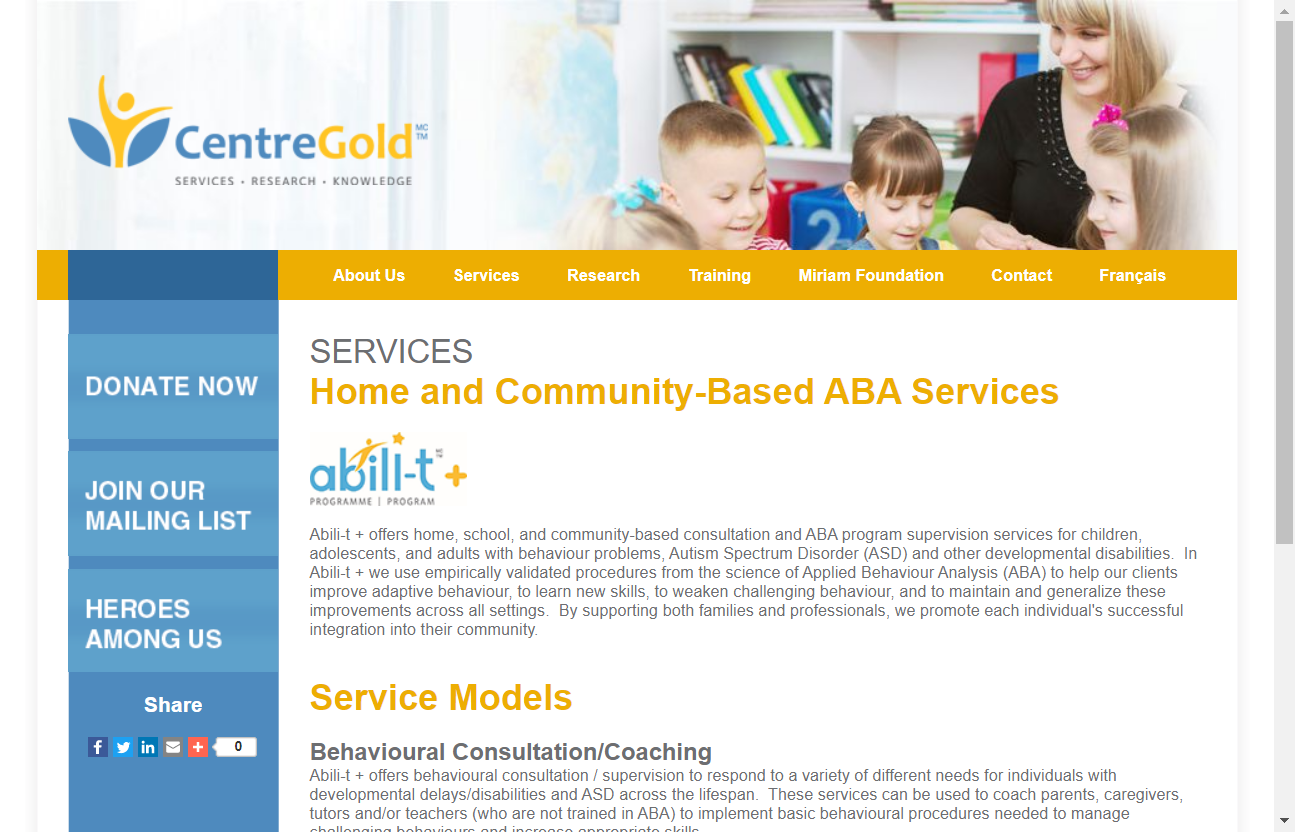 CentreGold MC TM
SERVICES • RESEARCH • KNOWLEDGE
2
About Us Services Research Training Miriam Foundation Contact Français
DONATE NOW
JOIN OUR
MAILING LIST
HEROES
AMONG US
Share
0
SERVICES
Home and Community-Based ABA Services
abili-t + MC TM
PROGRAMME | PROGRAM
Abili-t + offers home, school, and community-based consultation and ABA program supervision services for children,
adolescents, and adults with behaviour problems, Autism Spectrum Disorder (ASD) and other developmental disabilities.  In
Abili-t + we use empirically validated procedures from the science of Applied Behaviour Analysis (ABA) to help our clients
improve adaptive behaviour, to learn new skills, to weaken challenging behaviour, and to maintain and generalize these
improvements across all settings.  By supporting both families and professionals, we promote each individual's successful
integration into their community.
Service Models
Behavioural Consultation/Coaching
Abili-t + offers behavioural consultation / supervision to respond to a variety of different needs for individuals with
developmental delays/disabilities and ASD across the lifespan.  These services can be used to coach parents, caregivers,
tutors and/or teachers (who are not trained in ABA) to implement basic behavioural procedures needed to manage
challenging behaviours and increase appropriate skills.